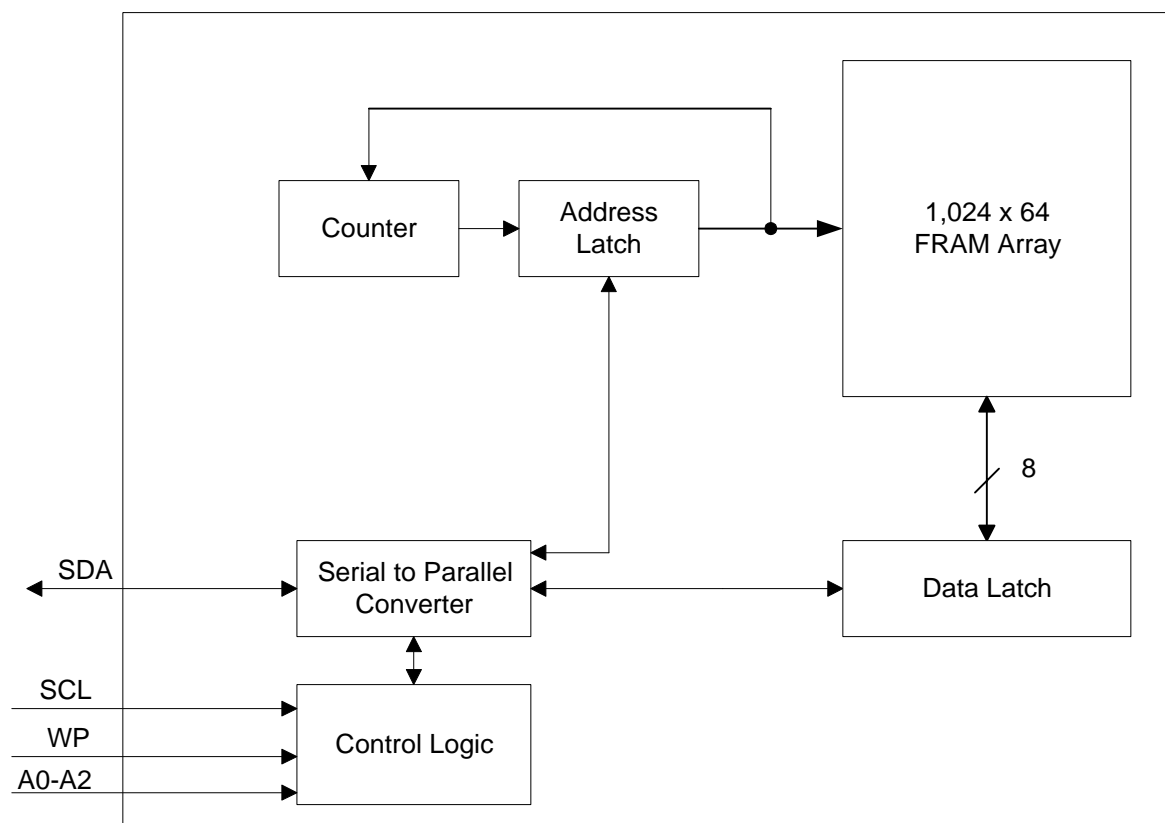 1,024 x 64
FRAM Array
Counter
Address
Latch
8
SDA
Serial to Parallel
Converter
Data Latch
SCL
WP
A0-A2
Control Logic